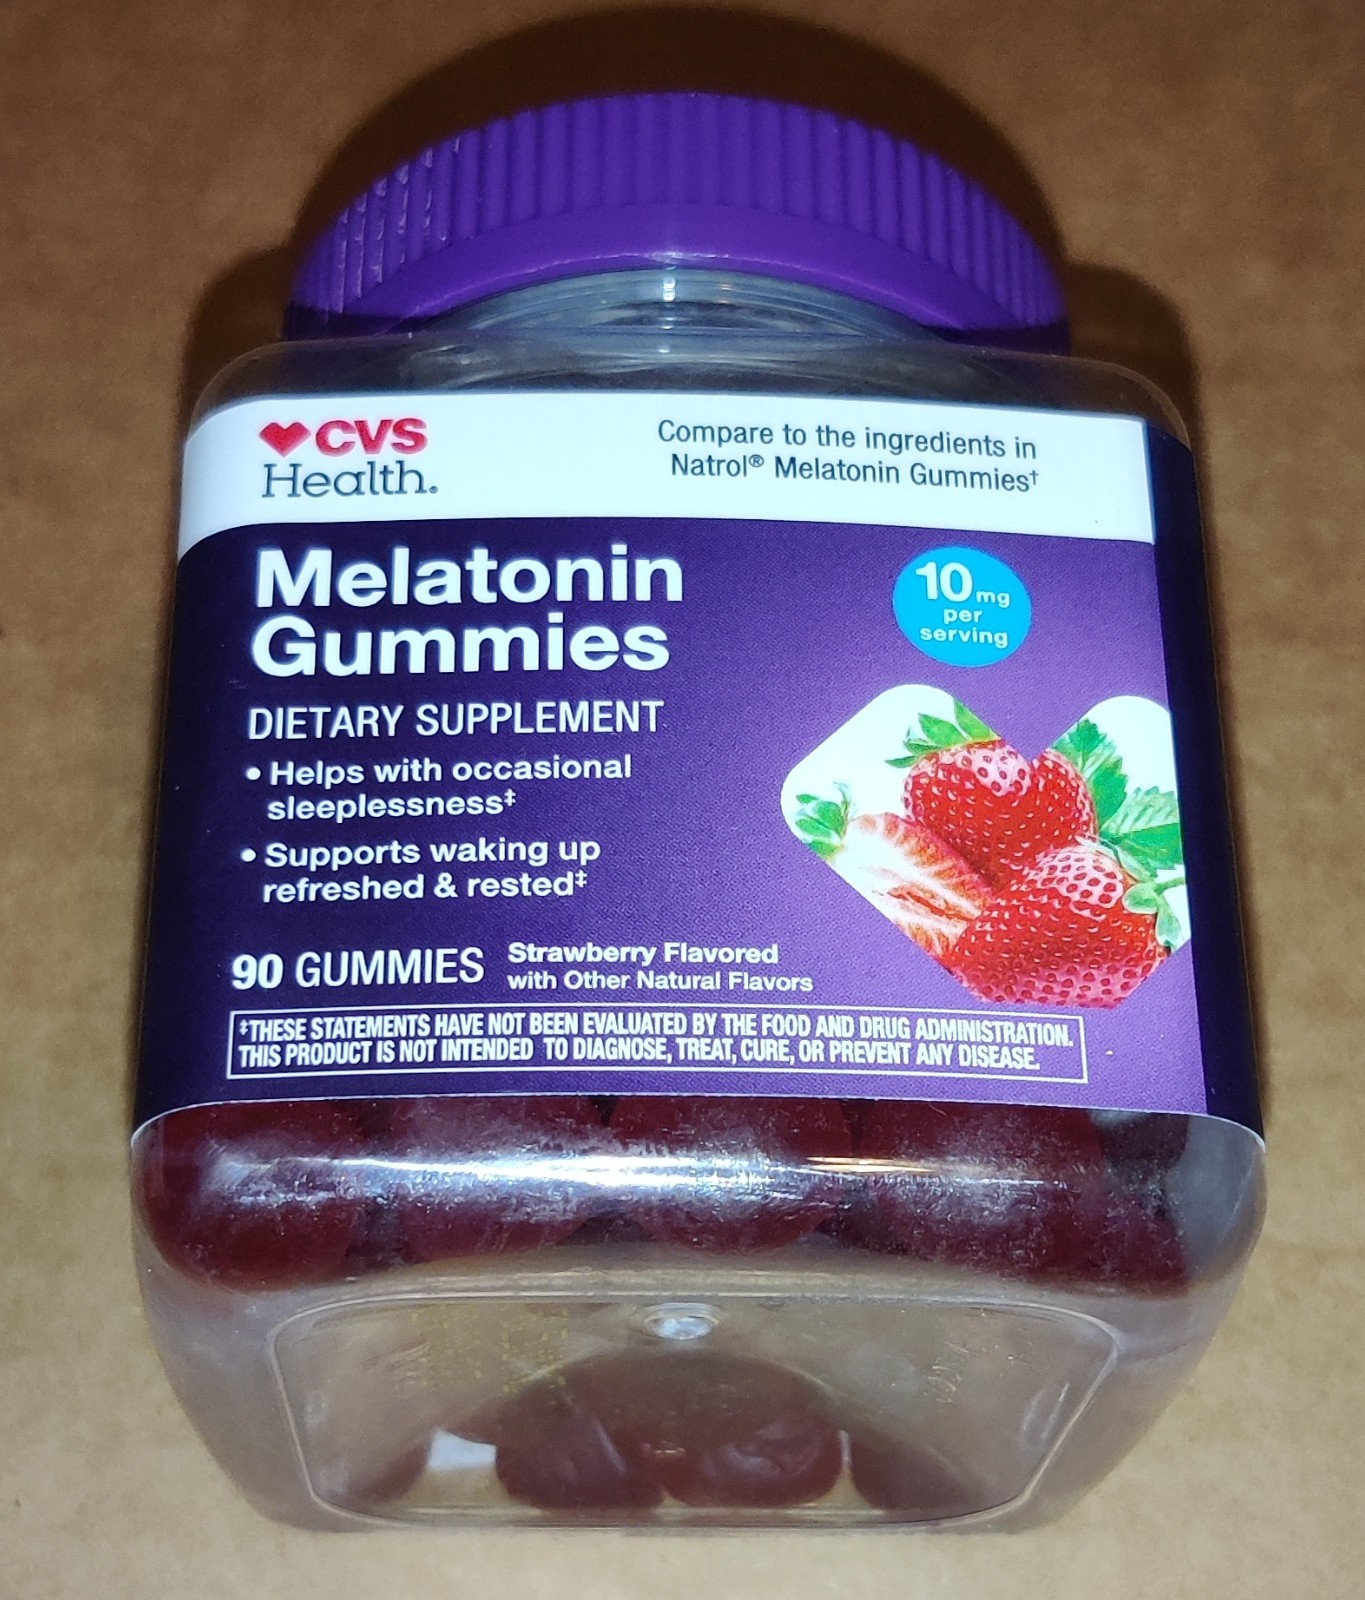 CVS
Health.
Compare to the ingredients in
Natrol® Melatonin Gummies†
Melatonin
Gummies
10 mg
per
serving
DIETARY SUPPLEMENT
• Helps with occasional
sleeplessness‡
• Supports waking up
refreshed & rested‡
90 GUMMIES
Strawberry Flavored
with Other Natural Flavors
‡THESE STATEMENTS HAVE NOT BEEN EVALUATED BY THE FOOD AND DRUG ADMINISTRATION.
THIS PRODUCT IS NOT INTENDED TO DIAGNOSE, TREAT, CURE, OR PREVENT ANY DISEASE.